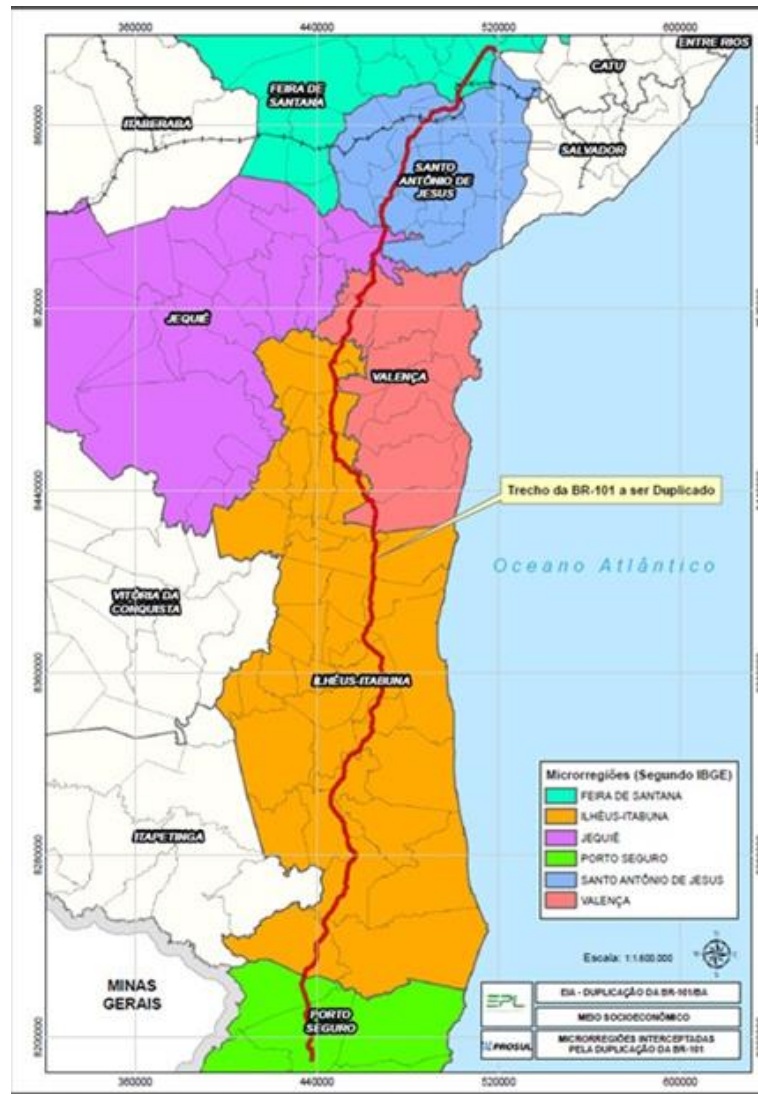 360000
440000
520000
600000
ENTRE RIOS
CATU
FEIRA DE
SANTANA
ITABERABA
SALVADOR
SANTO
ANTÔNIO DE
JESUS
JEQUIÉ
VALENÇA
Trecho da BR-101 a ser Duplicado
Oceano Atlântico
VITÓRIA DA
CONQUISTA
ILHÉUS-ITABUNA
ITAPETINGA
Microrregiões (Segundo IBGE)
FEIRA DE SANTANA
ILHÉUS-ITABUNA
JEQUIÉ
PORTO SEGURO
SANTO ANTÔNIO DE JESUS
VALENÇA
Escala: 1:1.600.000
MINAS
GERAIS
PORTO
SEGURO
EPL
EIA - DUPLICAÇÃO DA BR-101/BA
MEIO SOCIOECONÔMICO
PROSUL
MICRORREGIÕES INTERCEPTADAS
PELA DUPLICAÇÃO DA BR-101
8280000
8200000
360000
440000
520000
600000